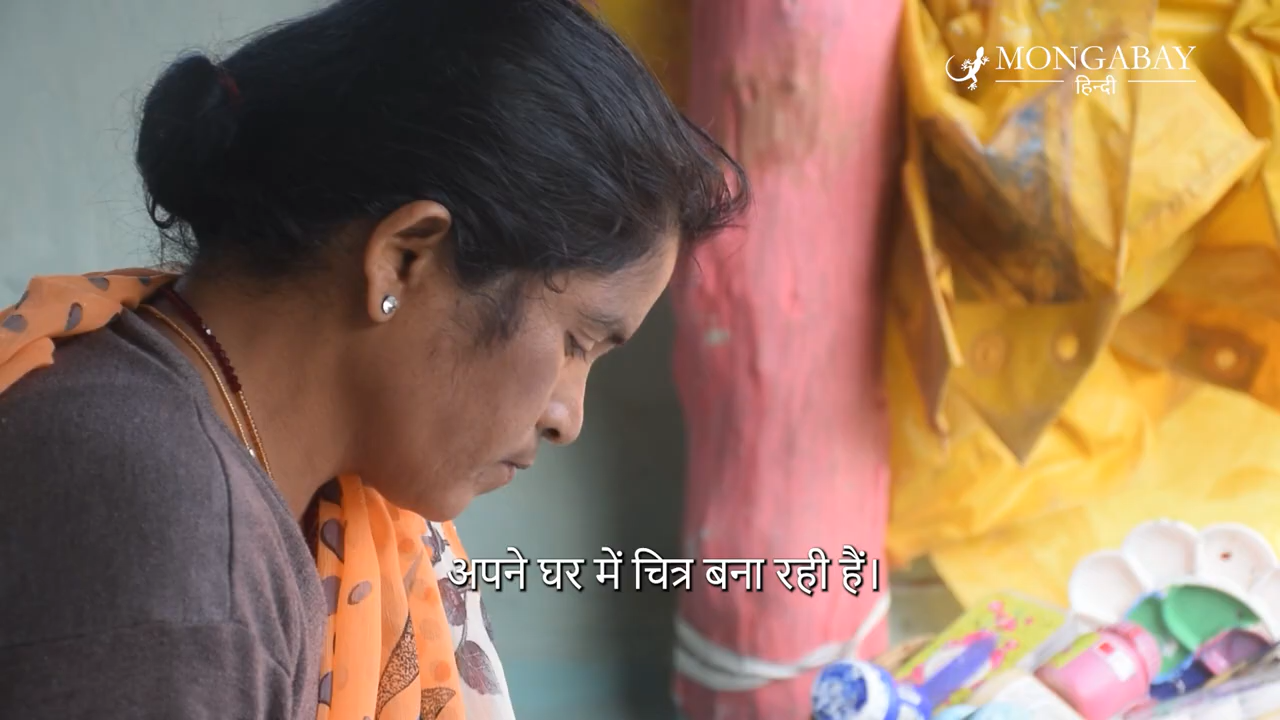 MONGABAY
हिन्दी
अपने घर में चित्र बना रही हैं।